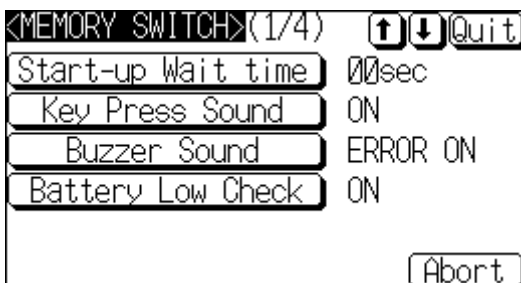 <MEMORY SWITCH>(1/4) ↑ ↓ Quit
Start-up Wait time 00sec
Key Press Sound ON
Buzzer Sound ERROR ON
Battery Low Check ON
Abort